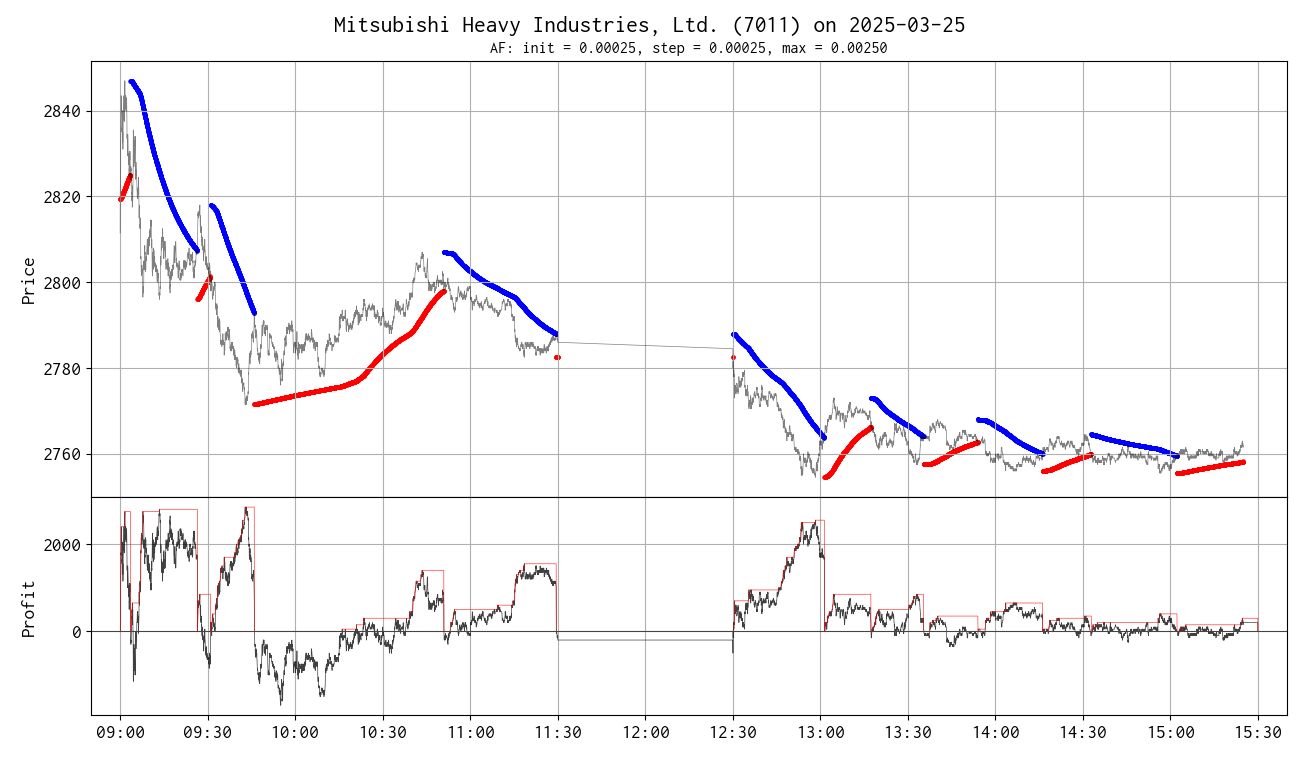 Mitsubishi Heavy Industries, Ltd. (7011) on 2025-03-25
AF: init = 0.00025, step = 0.00025, max = 0.00250
Price
2840
2820
2800
2780
2760
Profit
2000
0
09:00 09:30 10:00 10:30 11:00 11:30 12:00 12:30 13:00 13:30 14:00 14:30 15:00 15:30